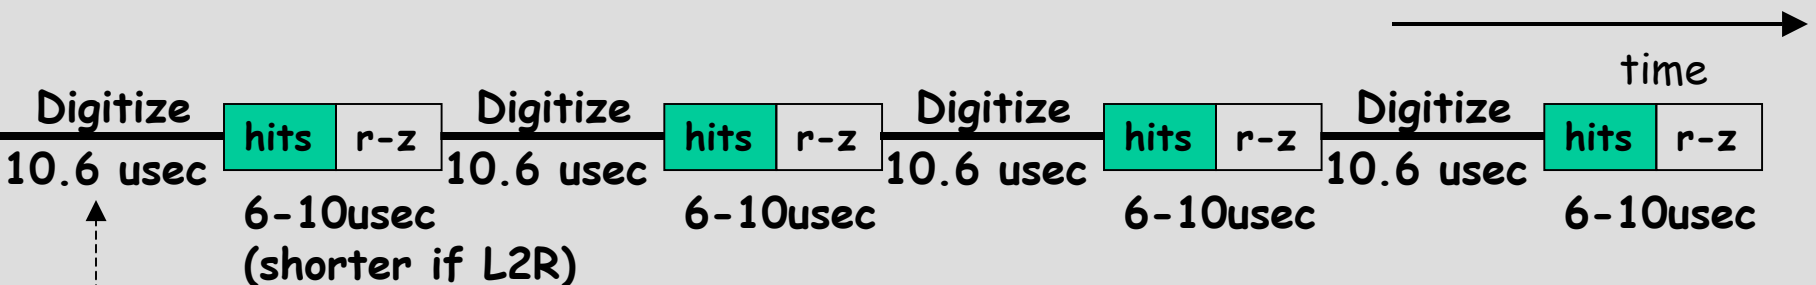 time
Digitize Digitize Digitize Digitize
hits r-z hits r-z hits r-z hits r-z
10.6 usec 10.6 usec 10.6 usec 10.6 usec
6-10usec 6-10usec 6-10usec 6-10usec
(shorter if L2R)